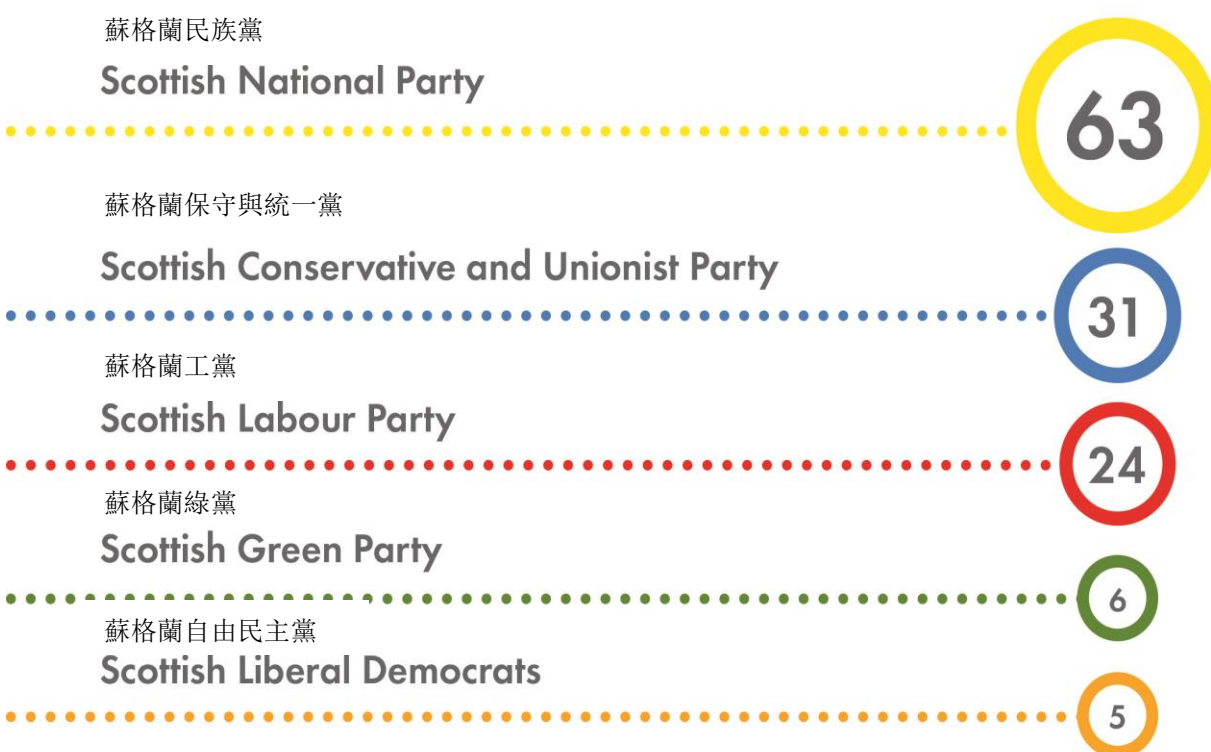 蘇格蘭民族黨
Scottish National Party
63
蘇格蘭保守與統一黨
Scottish Conservative and Unionist Party
31
蘇格蘭工黨
Scottish Labour Party
24
蘇格蘭綠黨
Scottish Green Party
6
蘇格蘭自由民主黨
Scottish Liberal Democrats
5